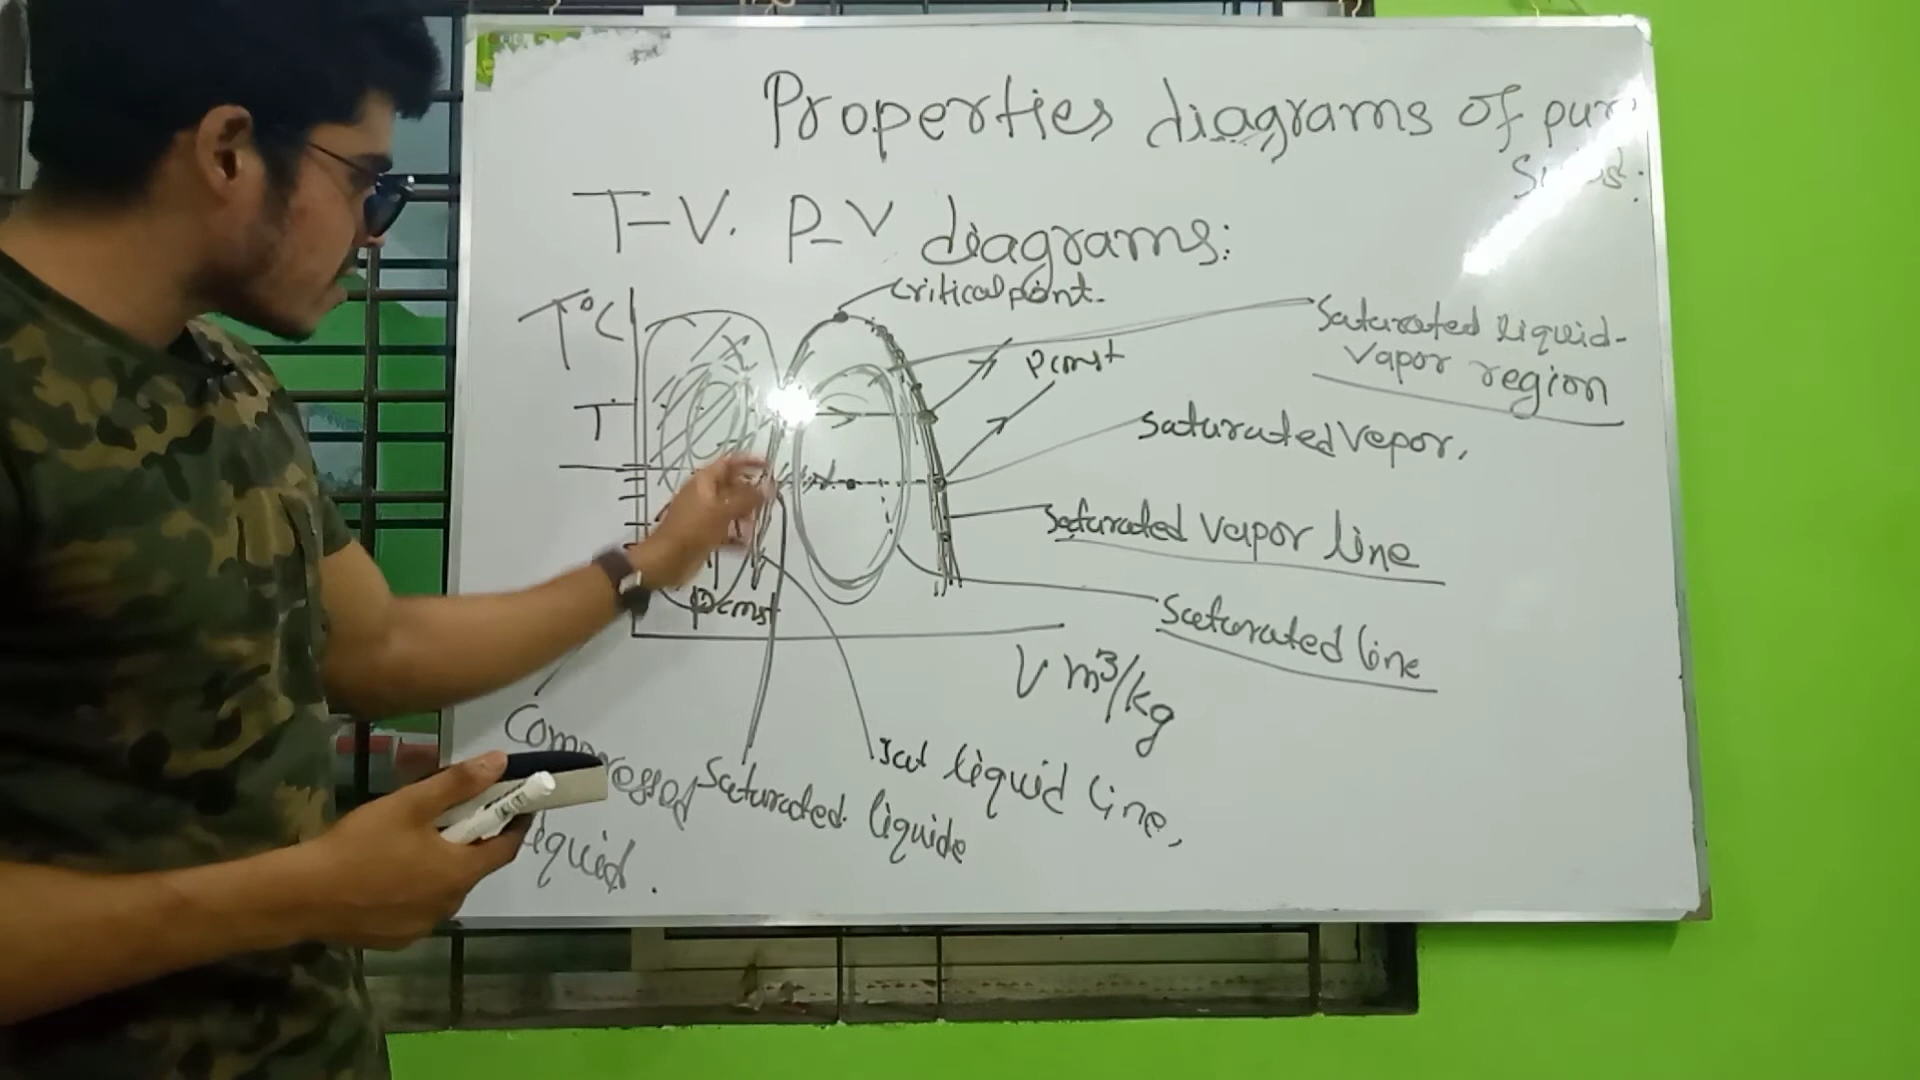 Properties diagrams of pur
T-V. P-V diagrams:
critical point.
T°C
Saturated liquid-
vapor region
P const
T
Saturated Vepor.
Saturated vapor line
P const
Saturated line
V m³/kg
Compressed
liquid.
Saturated liquide
Sat liquid line,